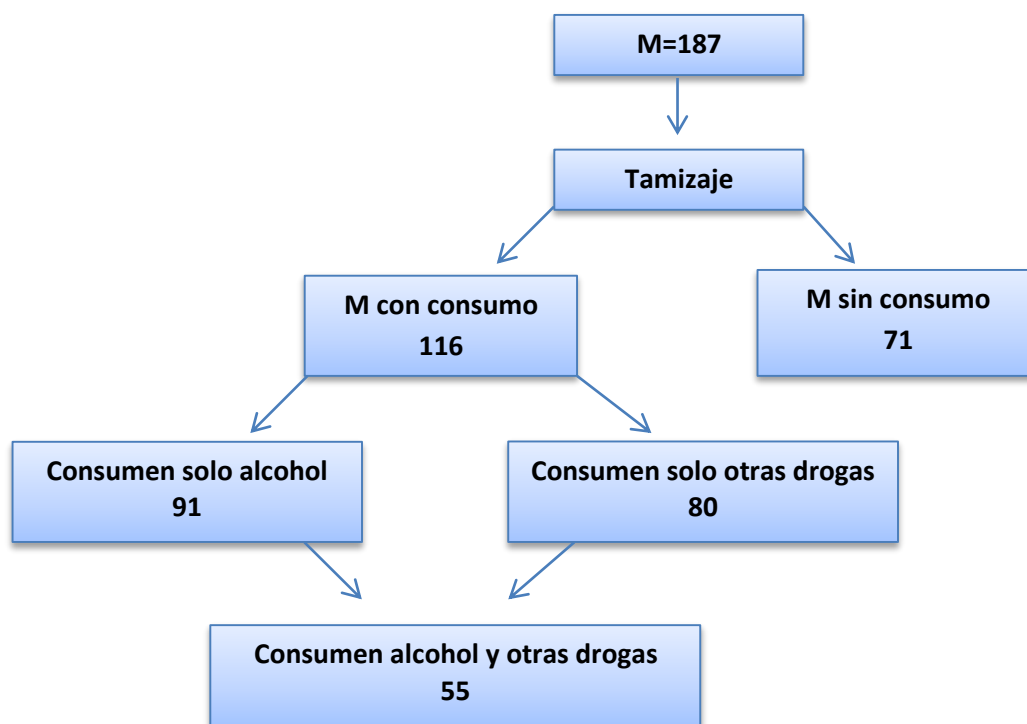 M=187
Tamizaje
M con consumo
116
M sin consumo
71
Consumen solo alcohol
91
Consumen solo otras drogas
80
Consumen alcohol y otras drogas
55